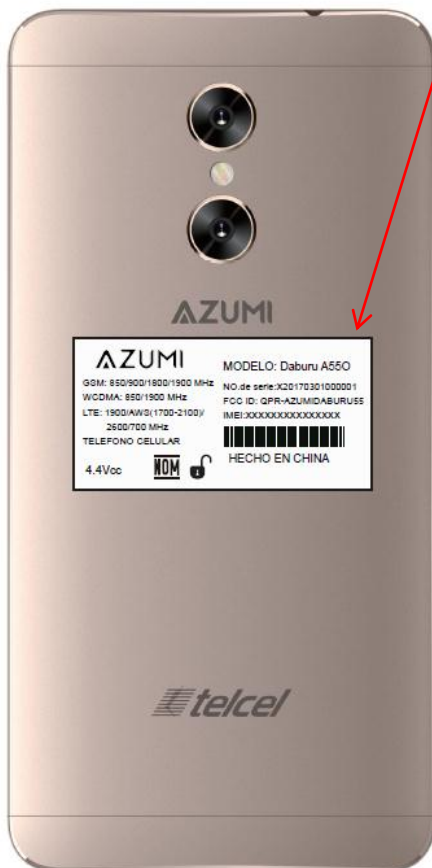 AZUMI
AZUMI
GSM: 850/900/1800/1900 MHz
WCDMA: 850/1900 MHz
LTE: 1900/AWS(1700-2100)/
2600/700 MHz
TELEFONO CELULAR
4.4Vcc
NOM
MODELO: Daburu A55O
NO.de serie:X20170301000001
FCC ID: QPR-AZUMIDABURU55
IMEI:XXXXXXXXXXXXXXX
HECHO EN CHINA
telcel